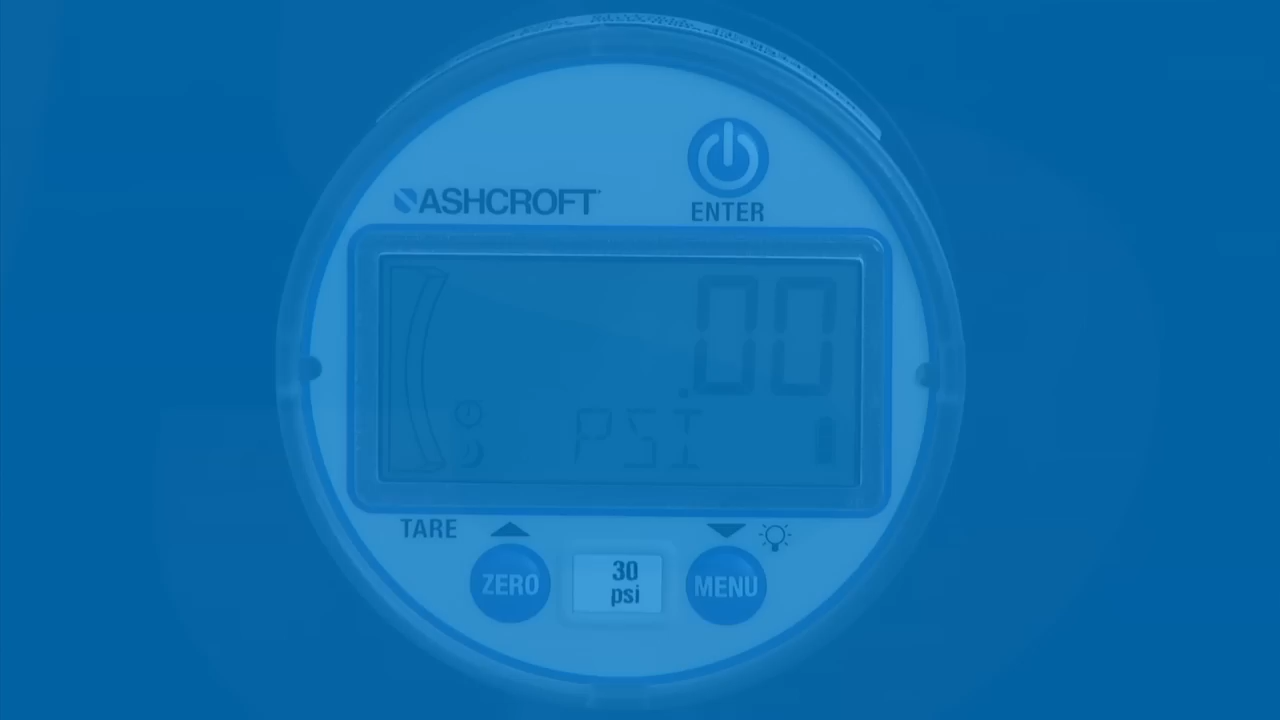 ASHCROFT
ENTER
.00
PSI
TARE
ZERO
30
psi
MENU